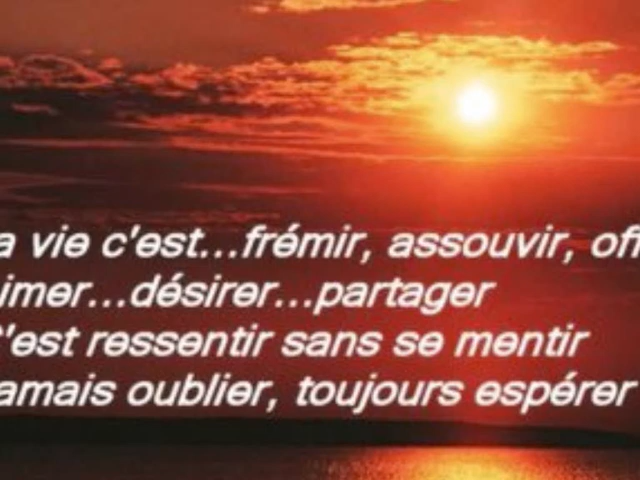 a vie c'est...frémir, assouvir, off
imer...désirer...partager
'est ressentir sans se mentir
amais oublier, toujours espérer